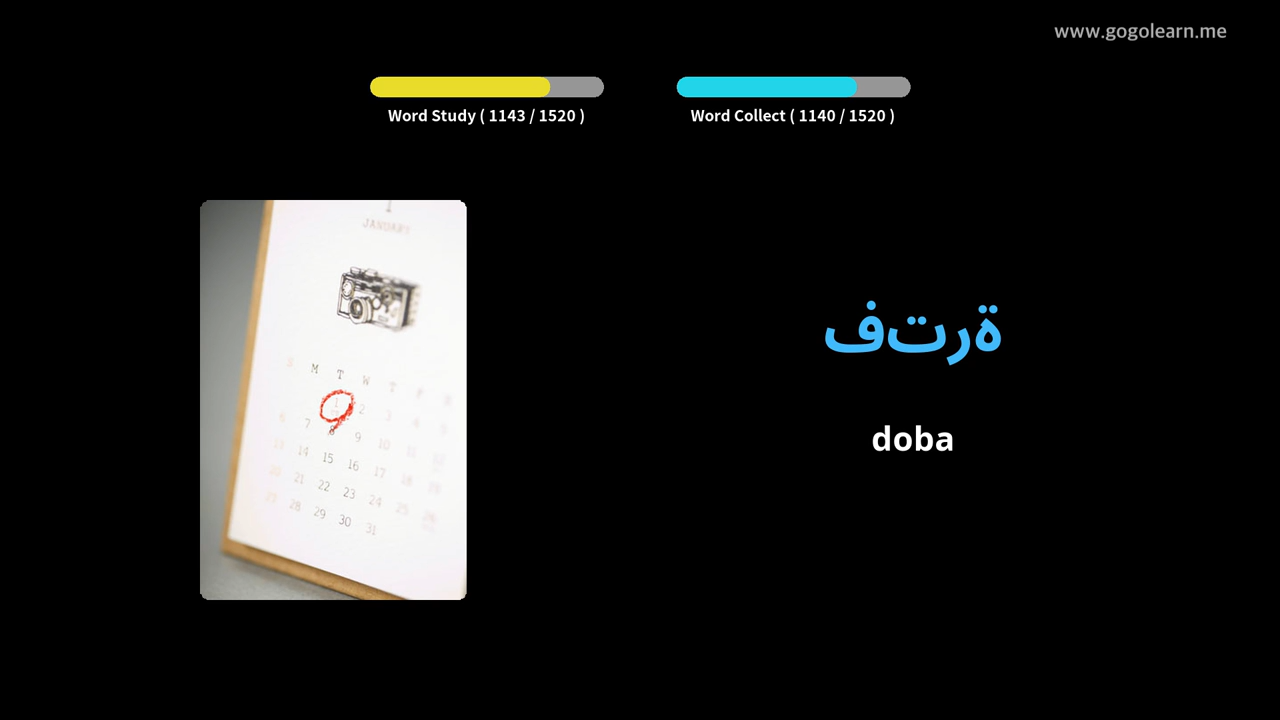 www.gogolearn.me
Word Study ( 1143 / 1520 )
Word Collect ( 1140 / 1520 )
1
JANUARY
S M T W T F S
1 2 3 4 5
6 7 8 9 10 11 12
13 14 15 16 17 18 19
20 21 22 23 24 25 26
28 29 30 31
ةرتف
doba